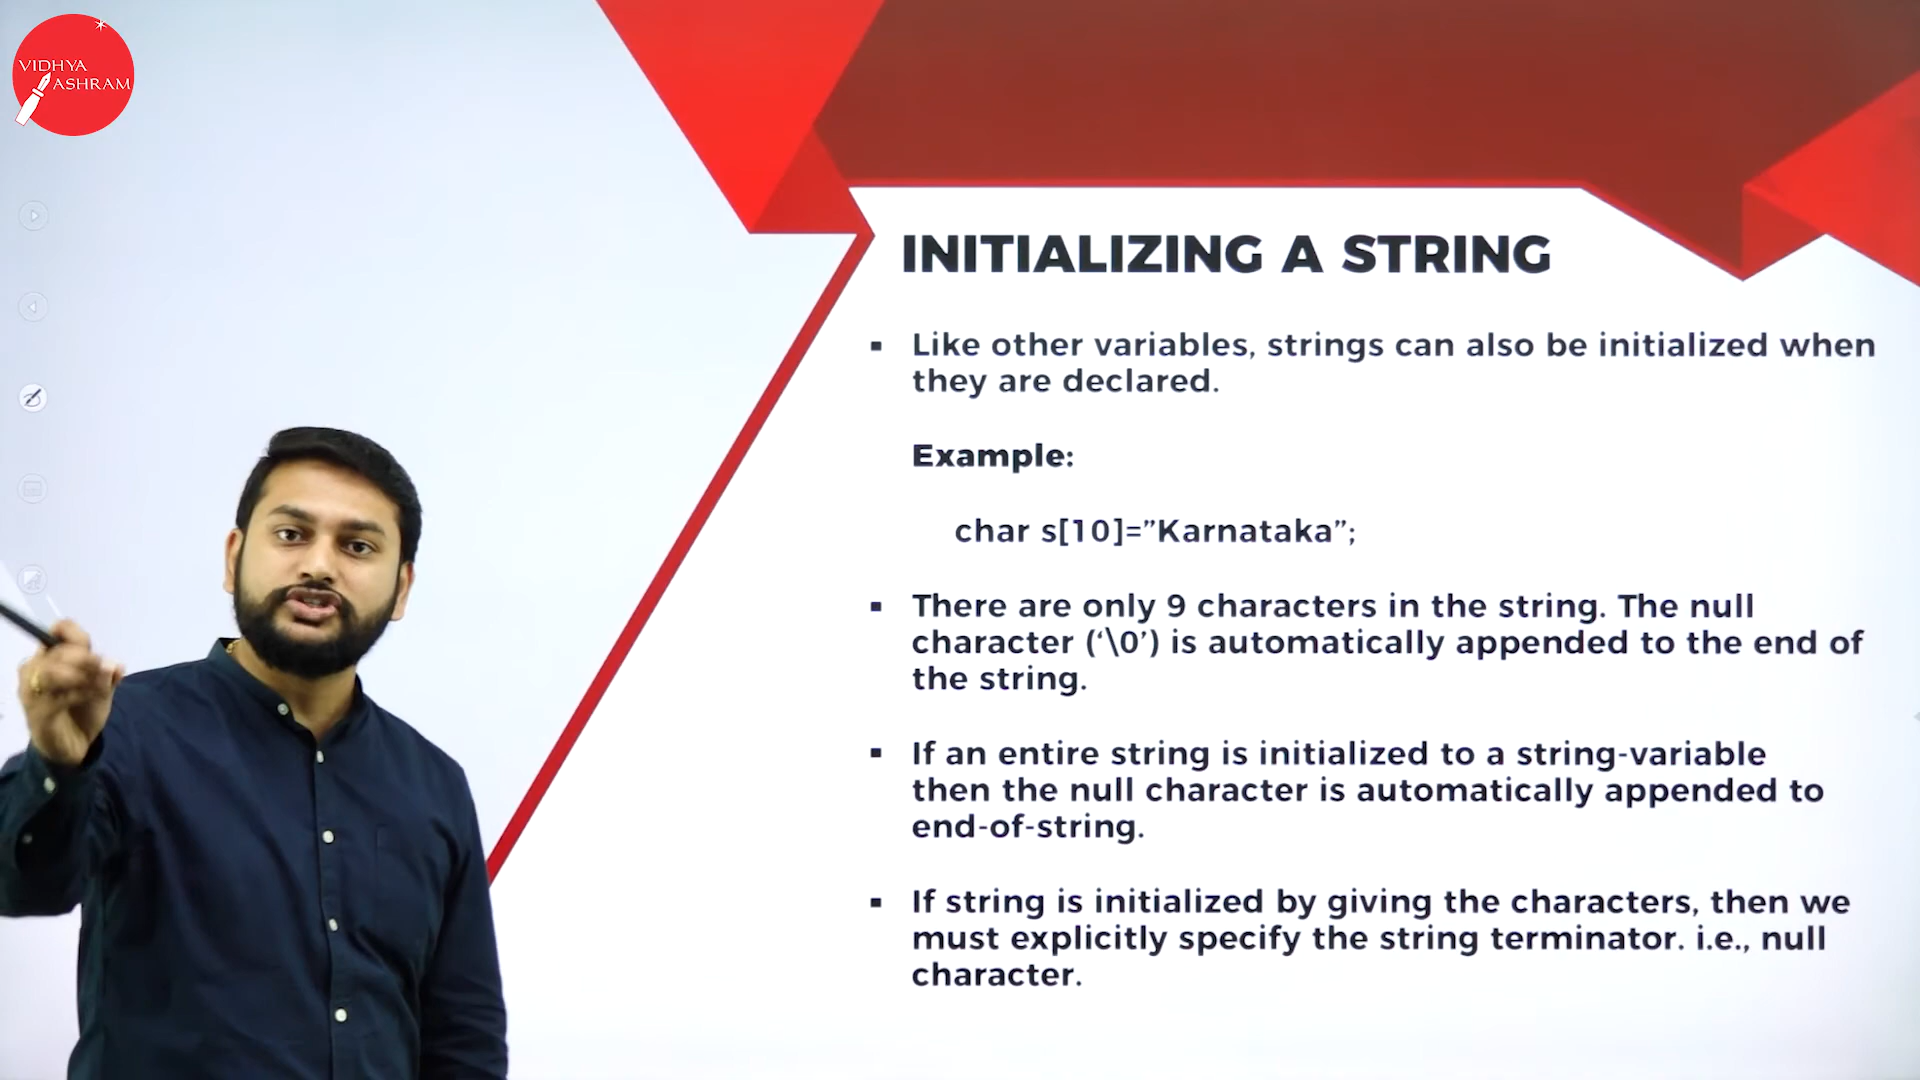 VIDHYA
ASHRAM
INITIALIZING A STRING
▪ Like other variables, strings can also be initialized when
they are declared.
Example:
char s[10]=”Karnataka”;
▪ There are only 9 characters in the string. The null
character (‘\0’) is automatically appended to the end of
the string.
▪ If an entire string is initialized to a string-variable
then the null character is automatically appended to
end-of-string.
▪ If string is initialized by giving the characters, then we
must explicitly specify the string terminator. i.e., null
character.